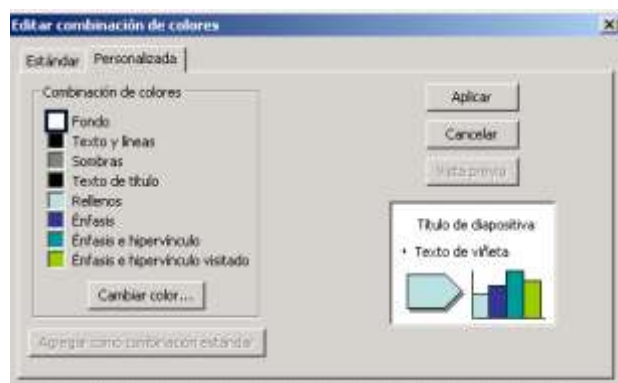 Editar combinación de colores
Estándar
Personalizada
Combinación de colores
Fondo
Texto y líneas
Sombras
Texto de título
Rellenos
Énfasis
Énfasis e hipervínculo
Énfasis e hipervínculo visitado
Cambiar color...
Agregar como combinación estándar
Aplicar
Cancelar
Vista previa
Título de diapositiva
• Texto de viñeta